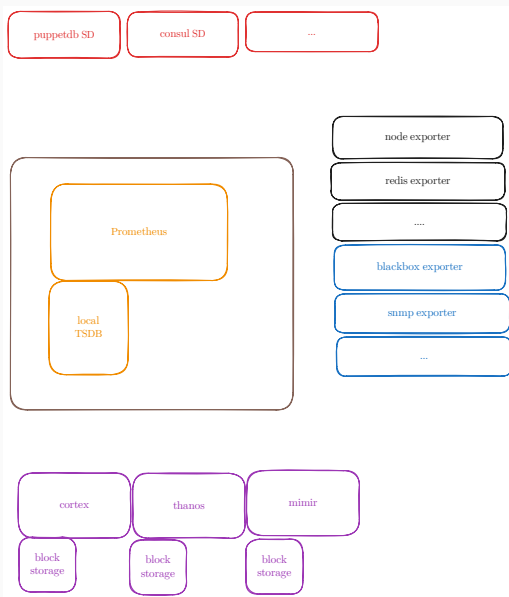 puppetdb SD
consul SD
...
node exporter
redis exporter
....
blackbox exporter
snmp exporter
...
Prometheus
local
TSDB
cortex
thanos
mimir
block
storage
block
storage
block
storage